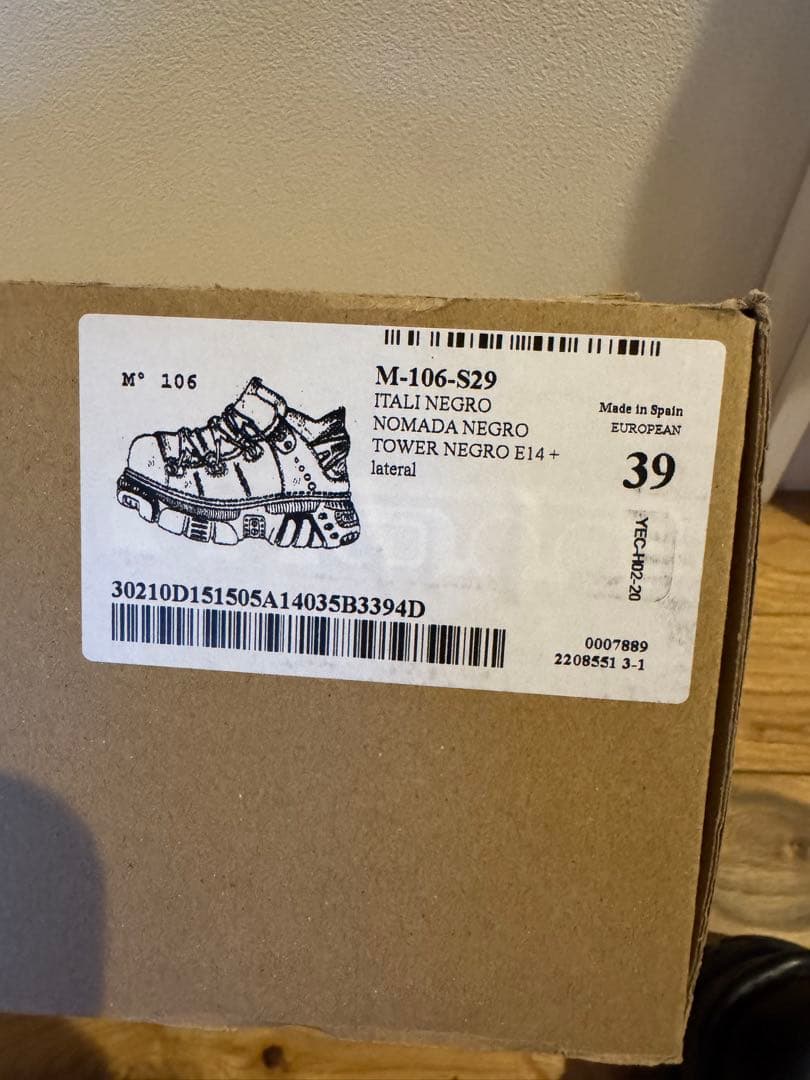 Mº 106
M-106-S29
ITALI NEGRO
NOMADA NEGRO
TOWER NEGRO E14 +
lateral
Made in Spain
EUROPEAN
39
YEC-H02-20
30210D151505A14035B3394D
0007889
2208551 3-1